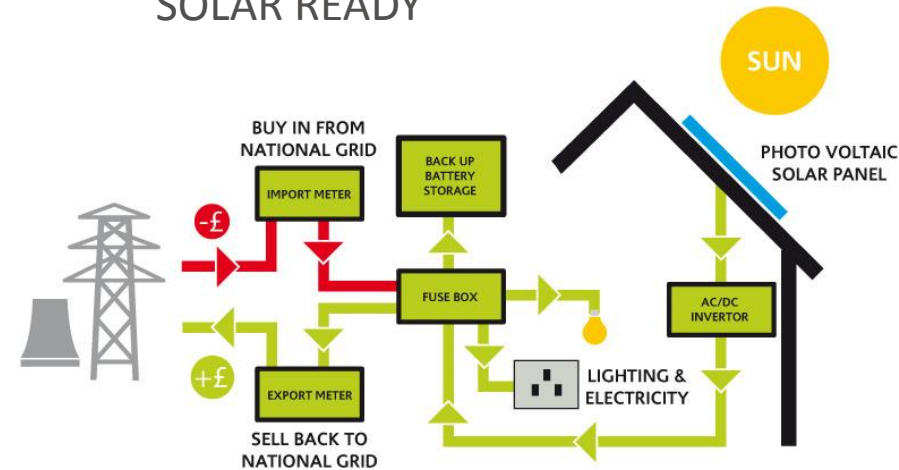 SOLAR READY
SUN
BUY IN FROM
NATIONAL GRID
IMPORT METER
BACK UP
BATTERY
STORAGE
PHOTO VOLTAIC
SOLAR PANEL
-£
FUSE BOX
AC/DC
INVERTOR
+£
EXPORT METER
LIGHTING &
ELECTRICITY
SELL BACK TO
NATIONAL GRID